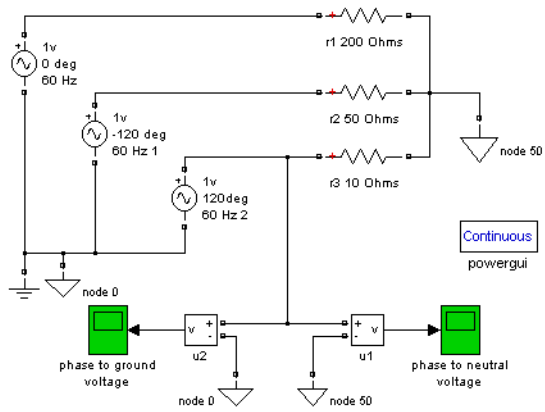 r1 200 Ohms
1v
0 deg
60 Hz
r2 50 Ohms
1v
-120 deg
60 Hz 1
node 50
r3 10 Ohms
1v
120deg
60 Hz 2
Continuous
powergui
node 0
v + -
u2
+ - v
u1
phase to ground
voltage
phase to neutral
voltage
node 0
node 50